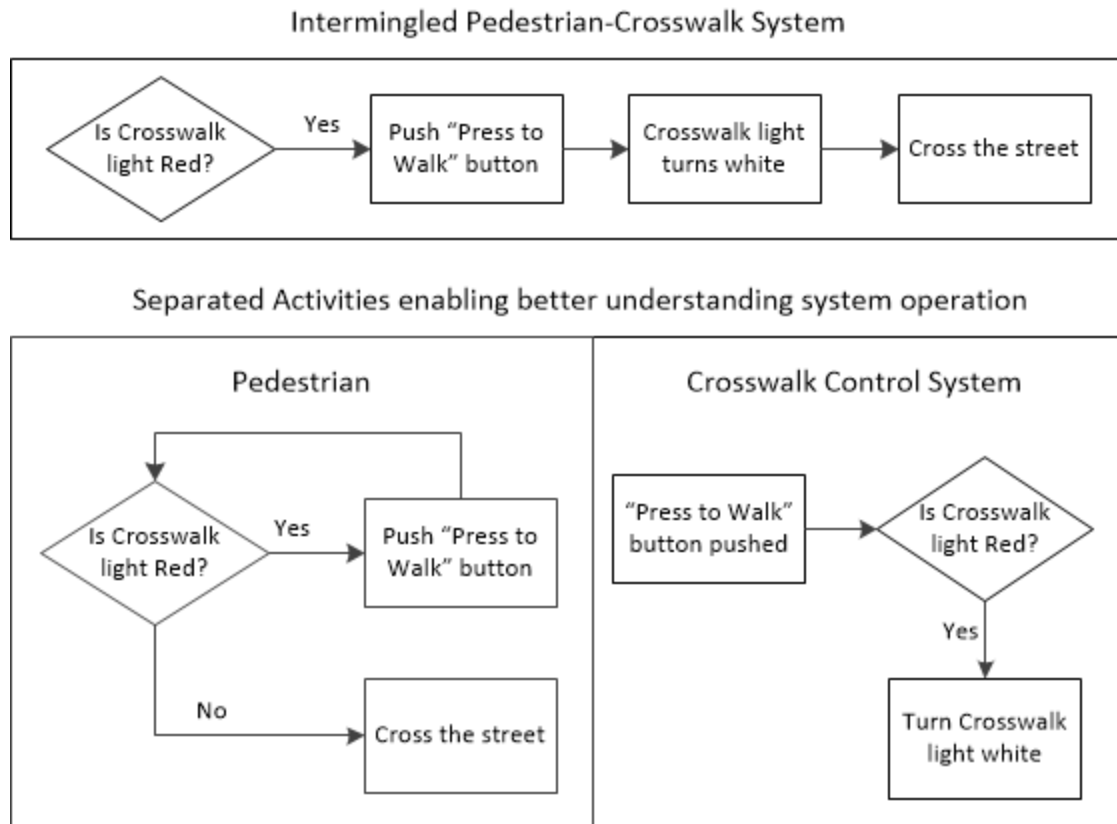 Intermingled Pedestrian-Crosswalk System
Is Crosswalk
light Red?
Yes
Push “Press to
Walk” button
Crosswalk light
turns white
Cross the street
Separated Activities enabling better understanding system operation
Pedestrian
Is Crosswalk
light Red?
Yes
Push “Press to
Walk” button
No
Cross the street
Crosswalk Control System
“Press to Walk”
button pushed
Is Crosswalk
light Red?
Yes
Turn Crosswalk
light white